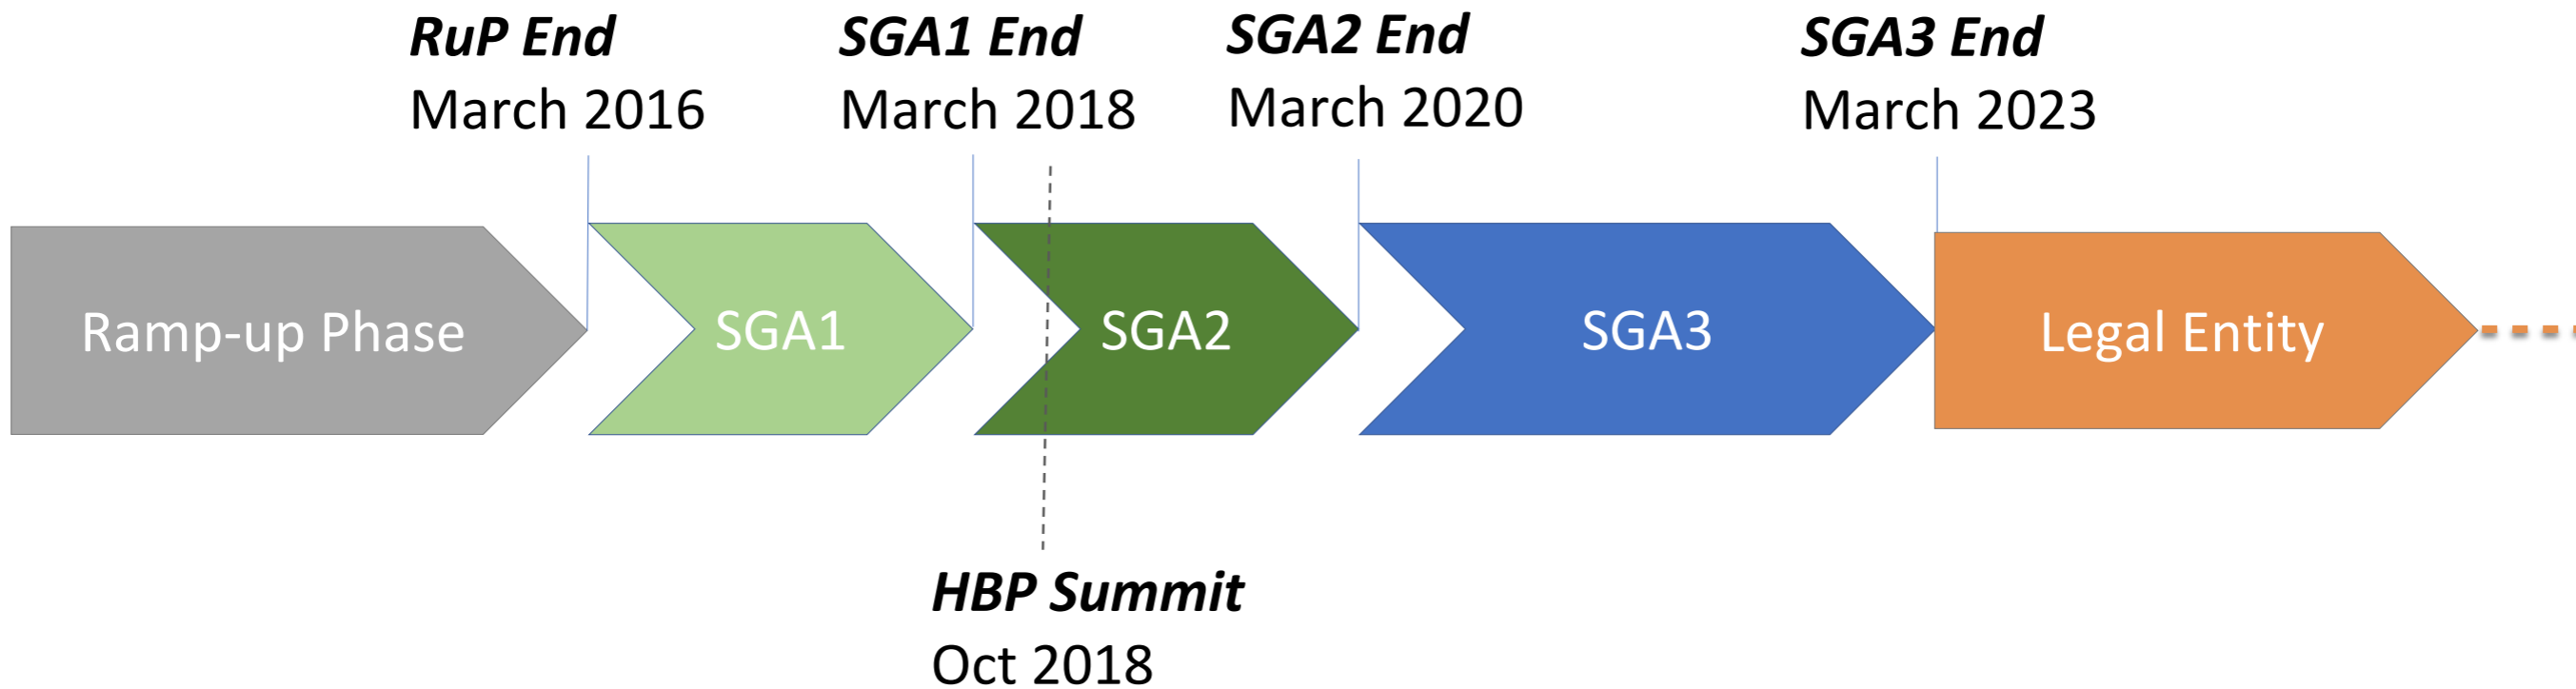 RuP End
March 2016
SGA1 End
March 2018
SGA2 End
March 2020
SGA3 End
March 2023
Ramp-up Phase
SGA1
SGA2
SGA3
Legal Entity
HBP Summit
Oct 2018